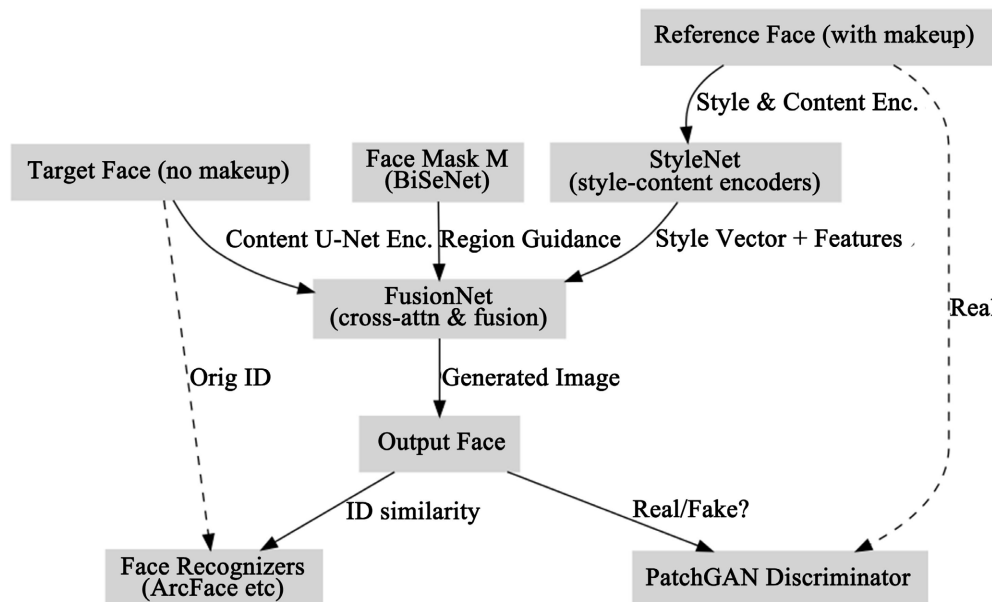 Reference Face (with makeup)
Style & Content Enc.
Target Face (no makeup)
Face Mask M
(BiSeNet)
StyleNet
(style-content encoders)
Content U-Net Enc.
Region Guidance
Style Vector + Features
FusionNet
(cross-attn & fusion)
Real
Orig ID
Generated Image
Output Face
ID similarity
Real/Fake?
Face Recognizers
(ArcFace etc)
PatchGAN Discriminator